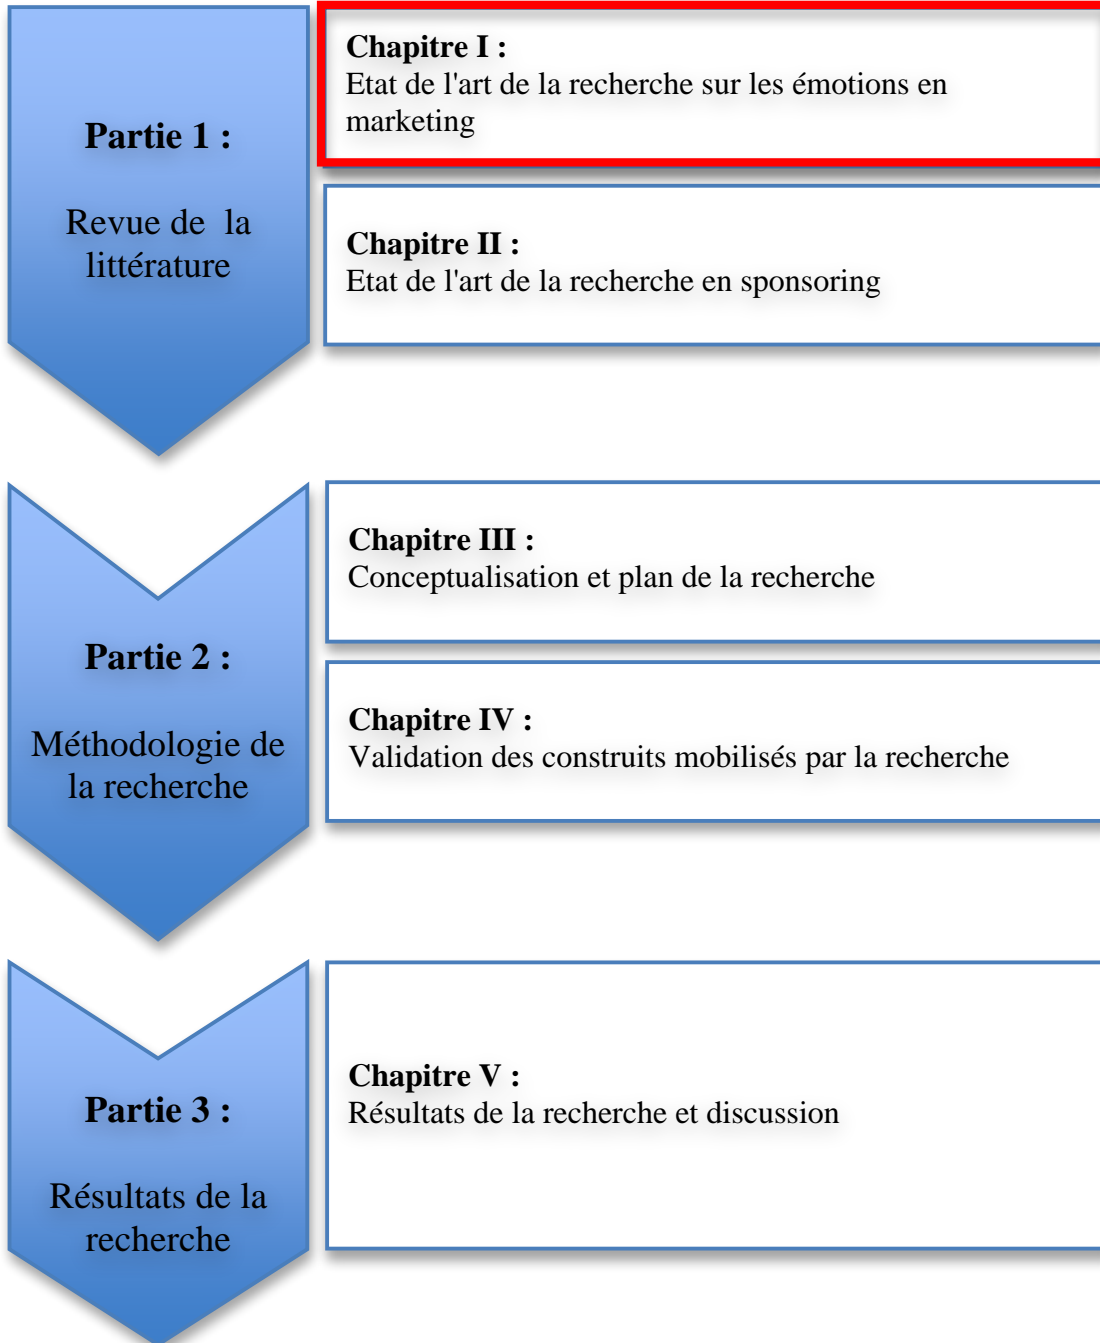 Partie 1 :
Revue de la
littérature
Chapitre I :
Etat de l'art de la recherche sur les émotions en
marketing
Chapitre II :
Etat de l'art de la recherche en sponsoring
Partie 2 :
Méthodologie de
la recherche
Chapitre III :
Conceptualisation et plan de la recherche
Chapitre IV :
Validation des construits mobilisés par la recherche
Partie 3 :
Résultats de la
recherche
Chapitre V :
Résultats de la recherche et discussion